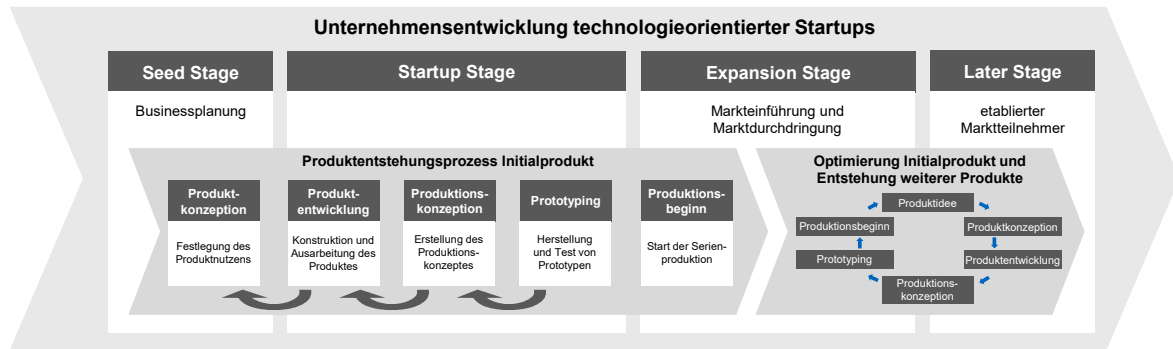 Unternehmensentwicklung technologieorientierter Startups
Seed Stage
Startup Stage
Expansion Stage
Later Stage
Businessplanung
Markteinführung und
Marktdurchdringung
etablierter
Marktteilnehmer
Produktentstehungsprozess Initialprodukt
Produkt-
konzeption
Festlegung des
Produktnutzens
Produkt-
entwicklung
Konstruktion und
Ausarbeitung des
Produktes
Produktions-
konzeption
Erstellung des
Produktions-
konzeptes
Prototyping
Herstellung
und Test von
Prototypen
Produktions-
beginn
Start der Serien-
produktion
Optimierung Initialprodukt und
Entstehung weiterer Produkte
Produktidee
Produktkonzeption
Produktentwicklung
Produktions-
konzeption
Prototyping
Produktionsbeginn